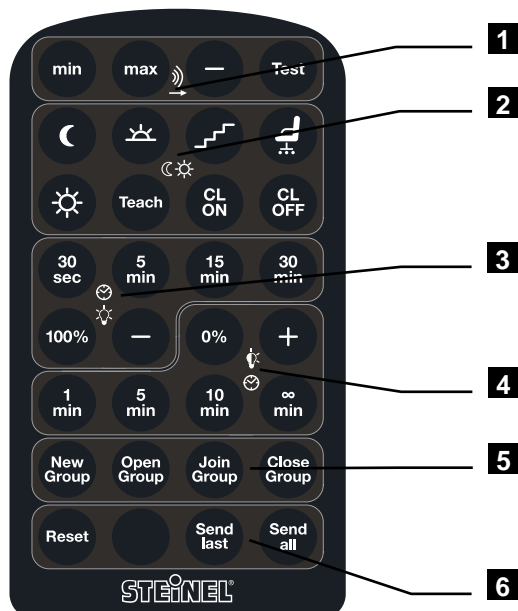 min max — Test
1
2
Teach CL ON CL OFF
30 sec 5 min 15 min 30 min
3
100% — 0% +
4
1 min 5 min 10 min ∞ min
New Group Open Group Join Group Close Group
5
Reset Send last Send all
6
STEINEL®